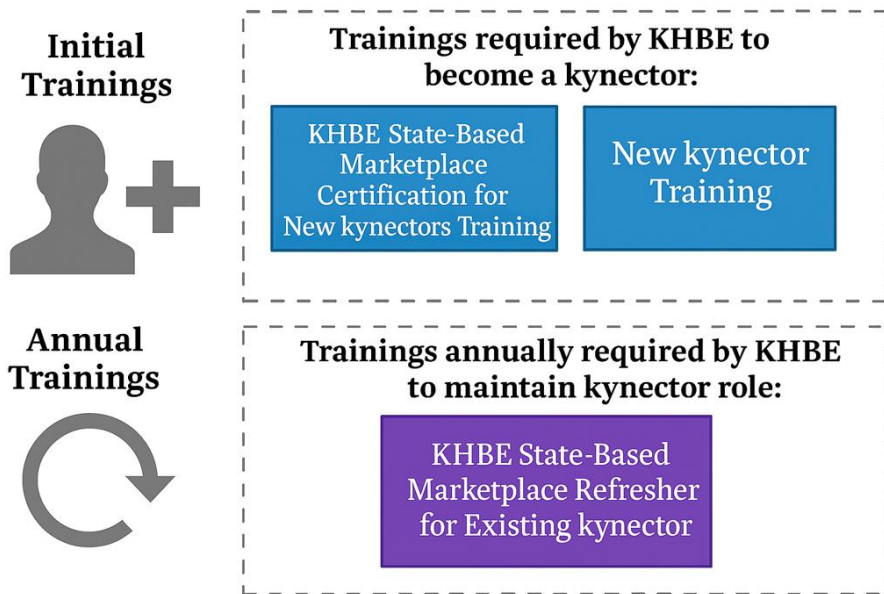 Initial
Trainings
Trainings required by KHBE to
become a kynector:
KHBE State-Based
Marketplace
Certification for
New kynectors Training
New kynector
Training
Annual
Trainings
Trainings annually required by KHBE
to maintain kynector role:
KHBE State-Based
Marketplace Refresher
for Existing kynector